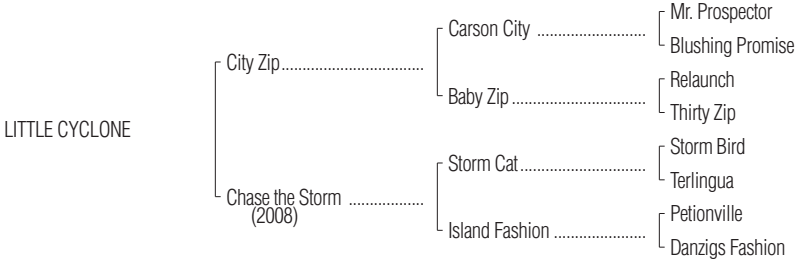 Mr. Prospector
Carson City ........................
Blushing Promise
City Zip................................
Relaunch
Baby Zip..............................
Thirty Zip
LITTLE CYCLONE
Storm Bird
Storm Cat............................
Terlingua
Chase the Storm .................
(2008)
Petionville
Island Fashion .....................
Danzigs Fashion